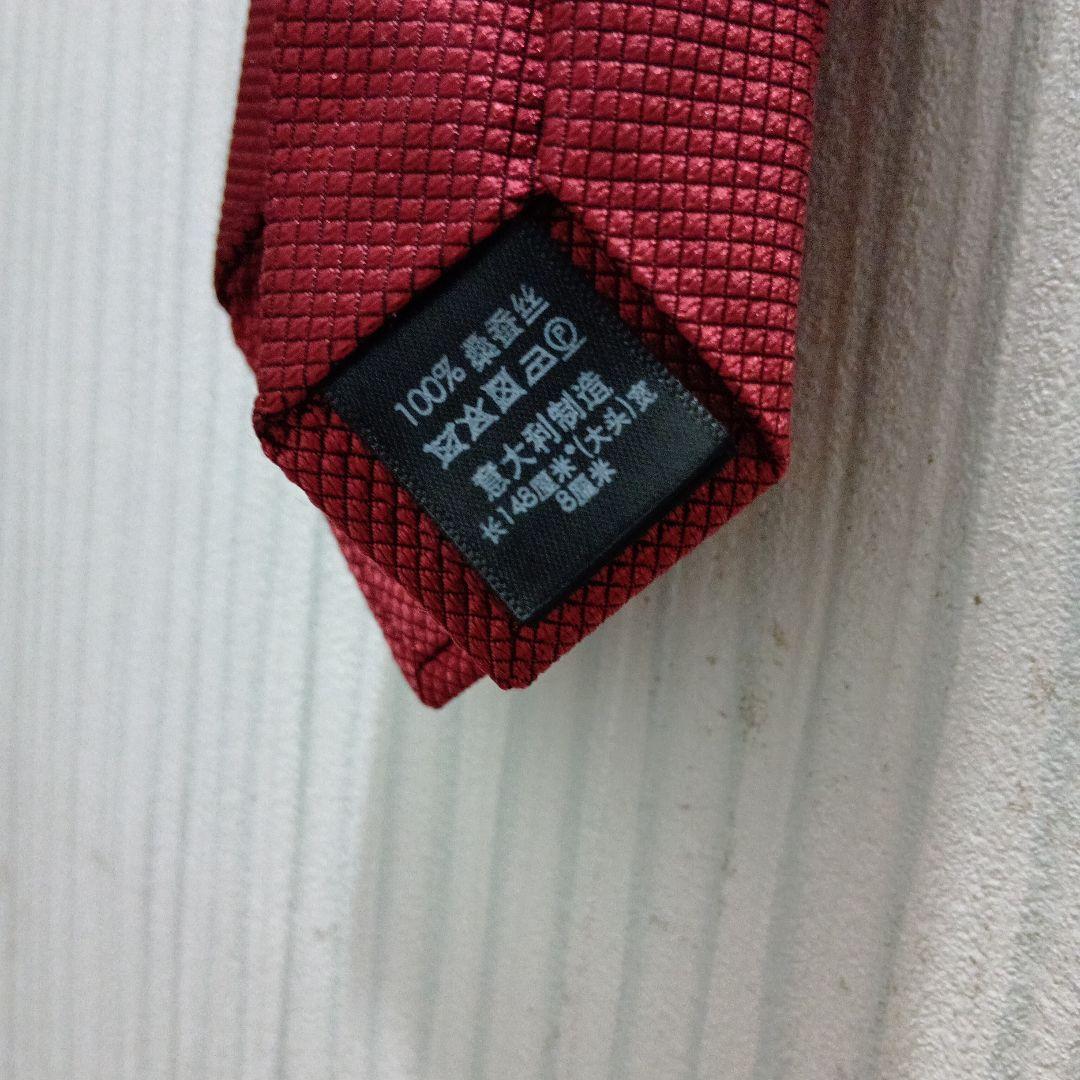 100% 桑蚕丝
P
意大利制造
长148厘米*(大头)宽
8厘米